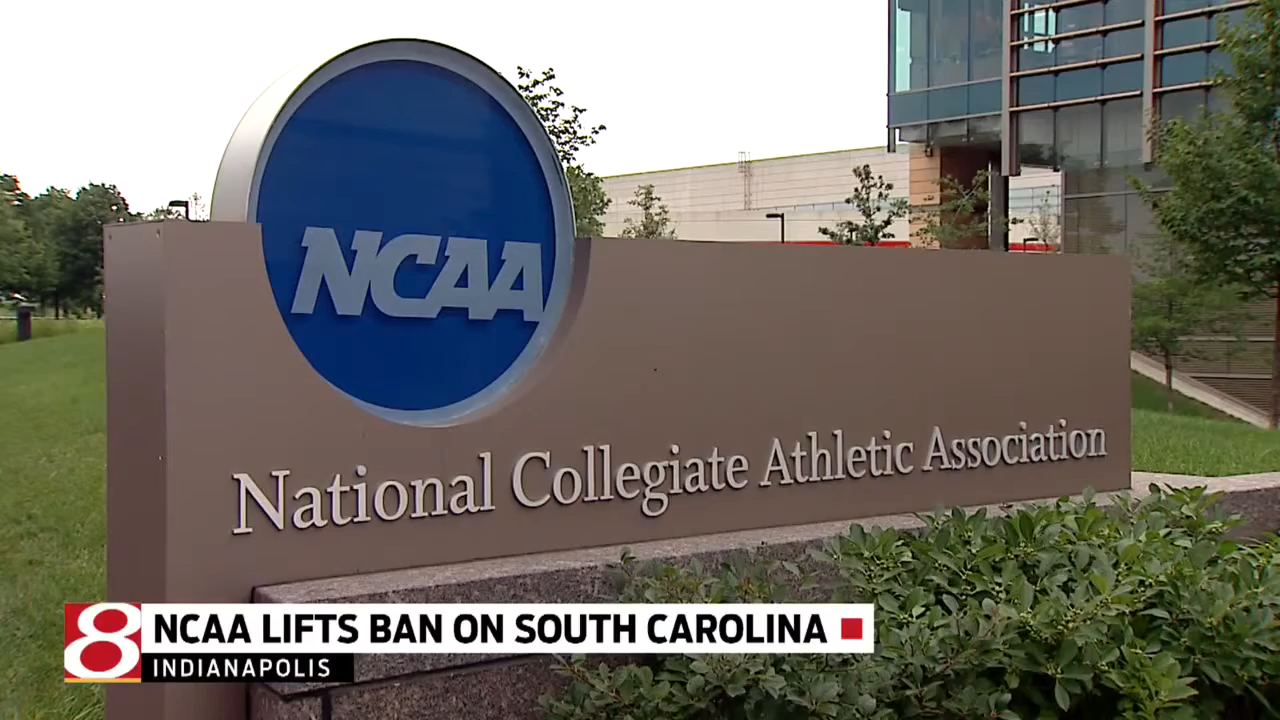 NCAA
National Collegiate Athletic Association
8 NCAA LIFTS BAN ON SOUTH CAROLINA
INDIANAPOLIS